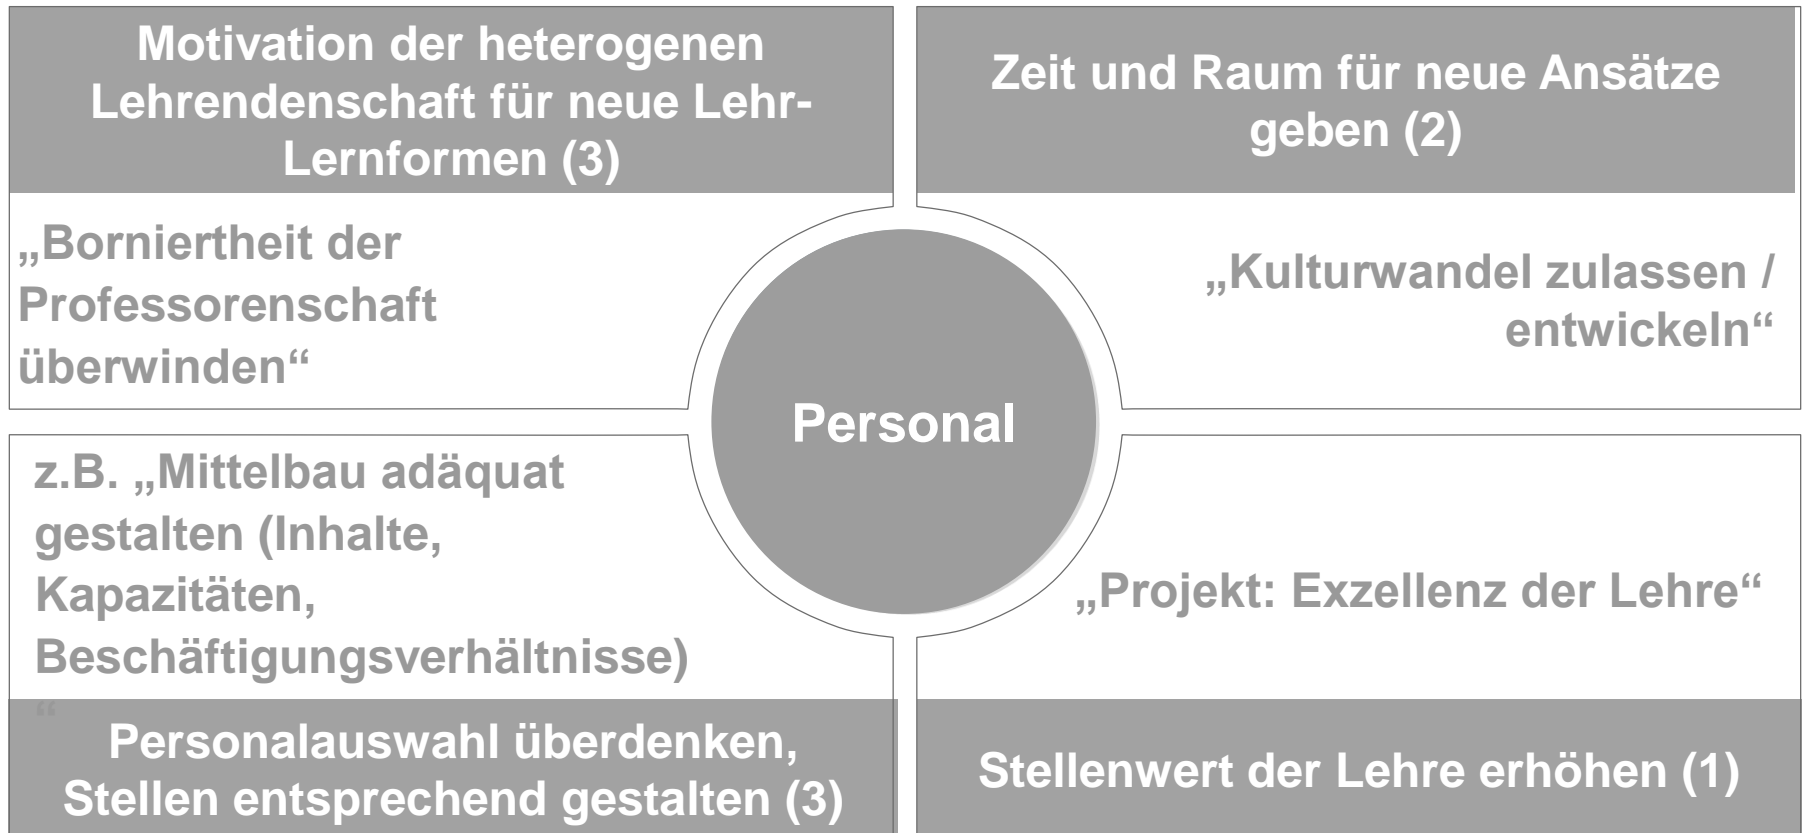 Motivation der heterogenen
Lehrendenschaft für neue Lehr-
Lernformen (3)
„Borniertheit der
Professorenschaft
überwinden“
Zeit und Raum für neue Ansätze
geben (2)
„Kulturwandel zulassen /
entwickeln“
Personal
z.B. „Mittelbau adäquat
gestalten (Inhalte,
Kapazitäten,
Beschäftigungsverhältnisse)
“
Personalauswahl überdenken,
Stellen entsprechend gestalten (3)
„Projekt: Exzellenz der Lehre“
Stellenwert der Lehre erhöhen (1)